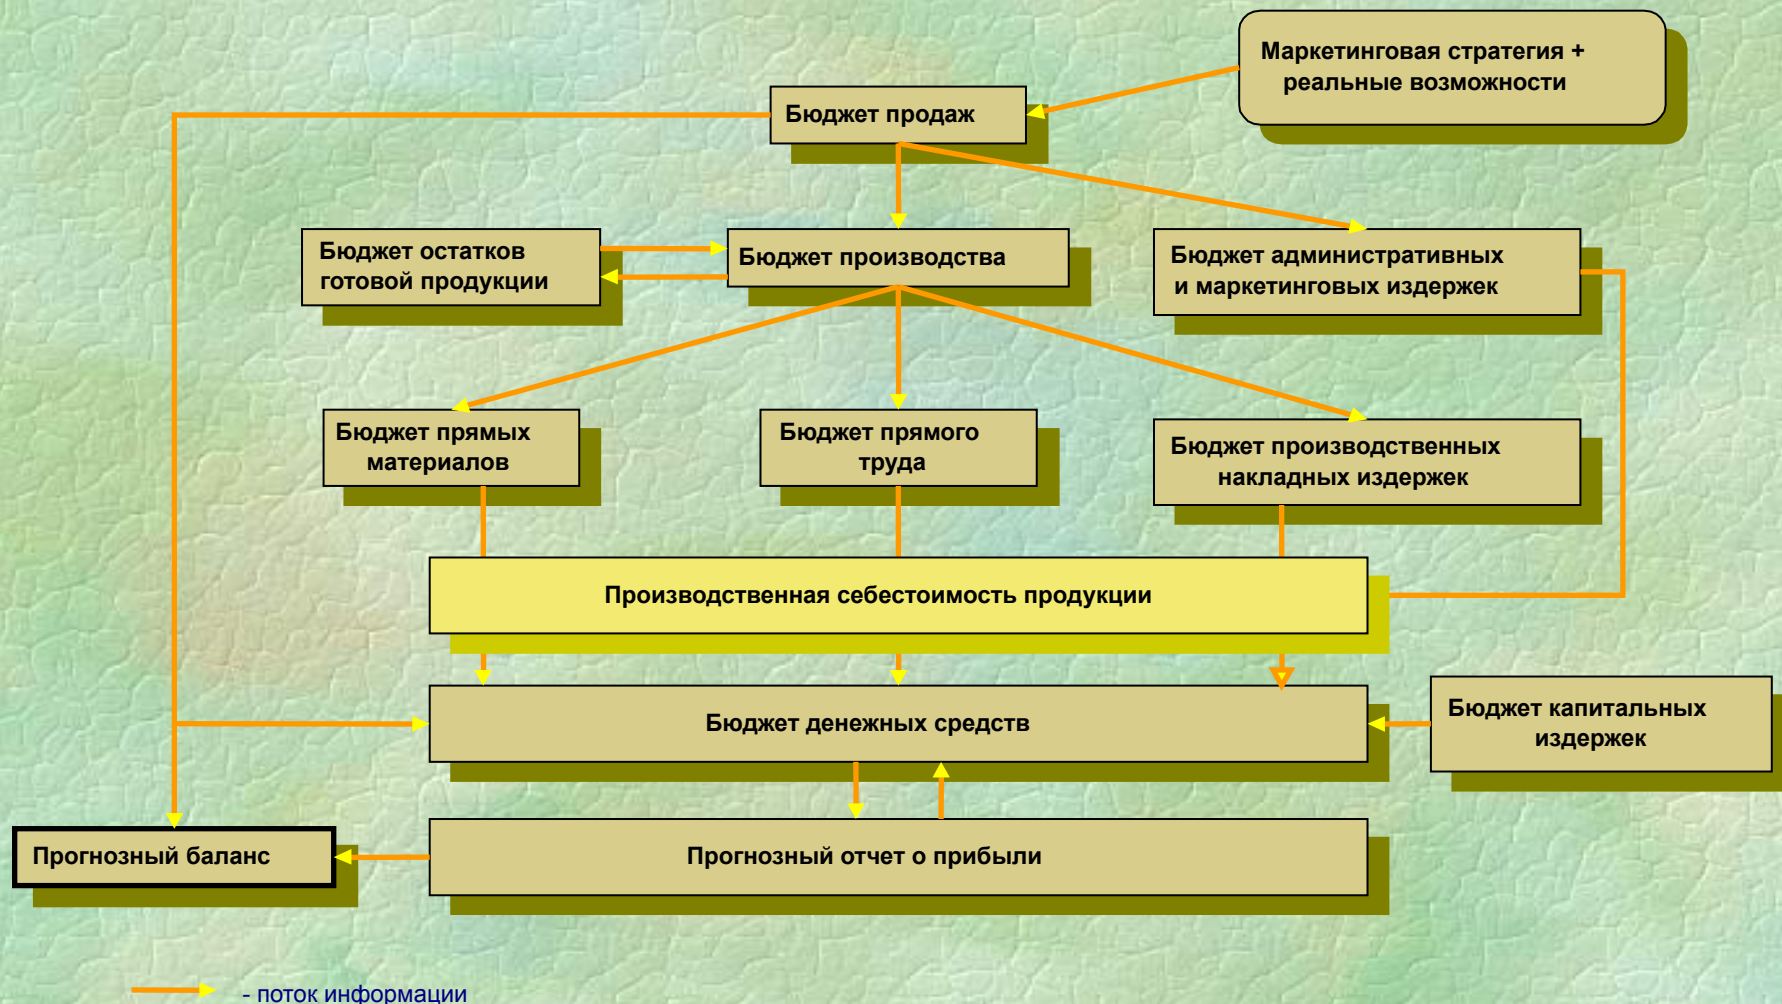 Маркетинговая стратегия +
реальные возможности
Бюджет продаж
Бюджет остатков
готовой продукции
Бюджет производства
Бюджет административных
и маркетинговых издержек
Бюджет прямых
материалов
Бюджет прямого
труда
Бюджет производственных
накладных издержек
Производственная себестоимость продукции
Бюджет денежных средств
Бюджет капитальных
издержек
Прогнозный баланс
Прогнозный отчет о прибыли
- поток информации